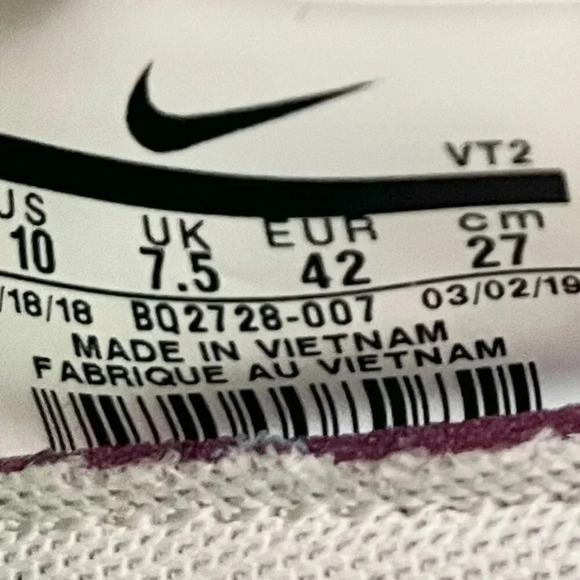 VT2
US UK EUR cm
10 7.5 42 27
/18/18 BQ2728-007 03/02/19
MADE IN VIETNAM
FABRIQUE AU VIETNAM